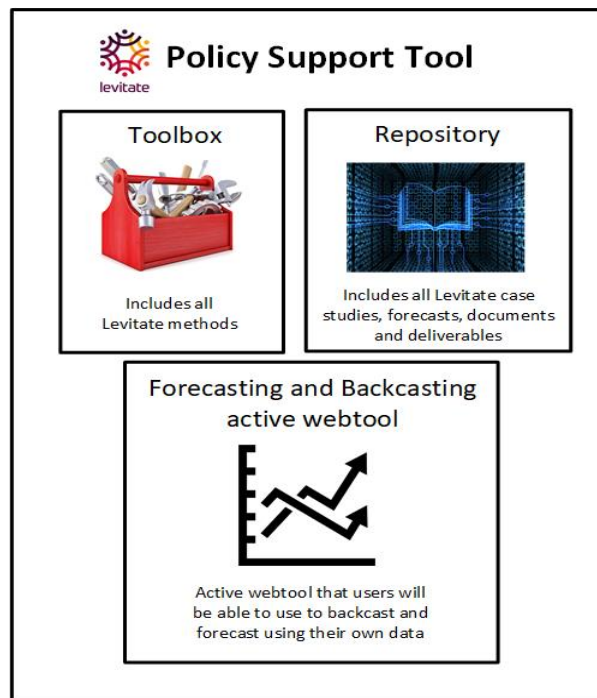 levitate
Policy Support Tool
Toolbox
Includes all
Levitate methods
Repository
Includes all Levitate case
studies, forecasts, documents
and deliverables
Forecasting and Backcasting
active webtool
Active webtool that users will
be able to use to backcast and
forecast using their own data